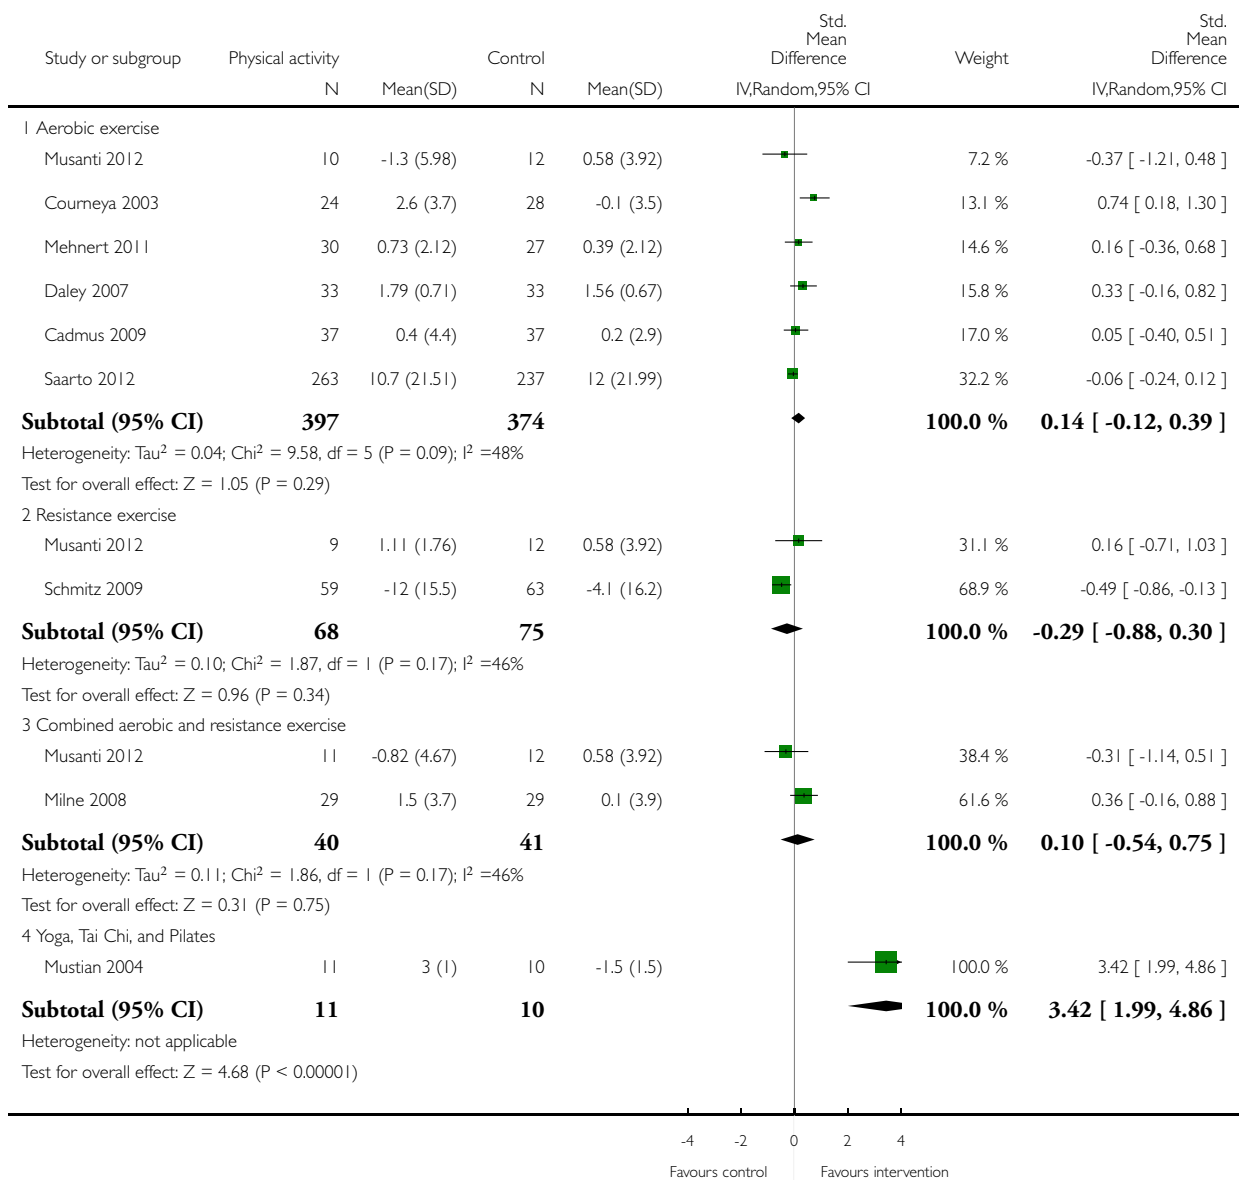 Std. Mean Difference Std. Mean Difference
Study or subgroup Physical activity Control Weight
N Mean(SD) N Mean(SD) IV,Random,95% CI IV,Random,95% CI
1 Aerobic exercise
Musanti 2012 10 -1.3 (5.98) 12 0.58 (3.92) 7.2 % -0.37 [ -1.21, 0.48 ]
Courneya 2003 24 2.6 (3.7) 28 -0.1 (3.5) 13.1 % 0.74 [ 0.18, 1.30 ]
Mehnert 2011 30 0.73 (2.12) 27 0.39 (2.12) 14.6 % 0.16 [ -0.36, 0.68 ]
Daley 2007 33 1.79 (0.71) 33 1.56 (0.67) 15.8 % 0.33 [ -0.16, 0.82 ]
Cadmus 2009 37 0.4 (4.4) 37 0.2 (2.9) 17.0 % 0.05 [ -0.40, 0.51 ]
Saarto 2012 263 10.7 (21.51) 237 12 (21.99) 32.2 % -0.06 [ -0.24, 0.12 ]
Subtotal (95% CI) 397 374 100.0 % 0.14 [ -0.12, 0.39 ]
Heterogeneity: Tau² = 0.04; Chi² = 9.58, df = 5 (P = 0.09); I² =48%
Test for overall effect: Z = 1.05 (P = 0.29)
2 Resistance exercise
Musanti 2012 9 1.11 (1.76) 12 0.58 (3.92) 31.1 % 0.16 [ -0.71, 1.03 ]
Schmitz 2009 59 -12 (15.5) 63 -4.1 (16.2) 68.9 % -0.49 [ -0.86, -0.13 ]
Subtotal (95% CI) 68 75 100.0 % -0.29 [ -0.88, 0.30 ]
Heterogeneity: Tau² = 0.10; Chi² = 1.87, df = 1 (P = 0.17); I² =46%
Test for overall effect: Z = 0.96 (P = 0.34)
3 Combined aerobic and resistance exercise
Musanti 2012 11 -0.82 (4.67) 12 0.58 (3.92) 38.4 % -0.31 [ -1.14, 0.51 ]
Milne 2008 29 1.5 (3.7) 29 0.1 (3.9) 61.6 % 0.36 [ -0.16, 0.88 ]
Subtotal (95% CI) 40 41 100.0 % 0.10 [ -0.54, 0.75 ]
Heterogeneity: Tau² = 0.11; Chi² = 1.86, df = 1 (P = 0.17); I² =46%
Test for overall effect: Z = 0.31 (P = 0.75)
4 Yoga, Tai Chi, and Pilates
Mustian 2004 11 3 (1) 10 -1.5 (1.5) 100.0 % 3.42 [ 1.99, 4.86 ]
Subtotal (95% CI) 11 10 100.0 % 3.42 [ 1.99, 4.86 ]
Heterogeneity: not applicable
Test for overall effect: Z = 4.68 (P < 0.00001)
-4 -2 0 2 4
Favours control Favours intervention